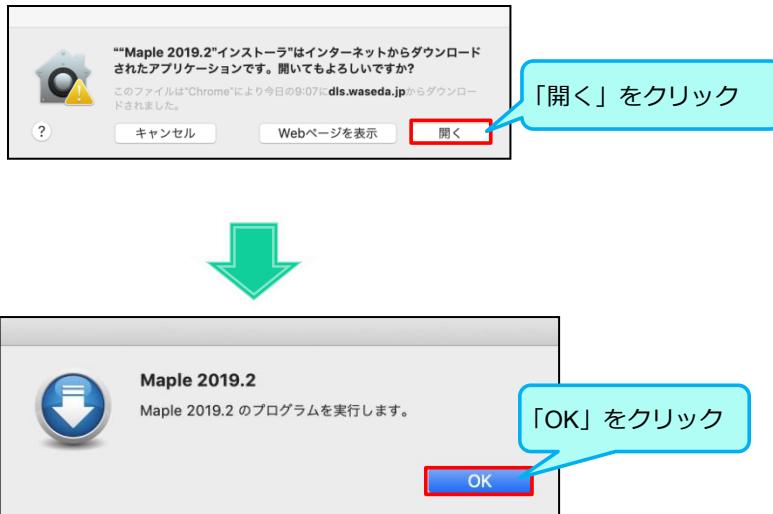 ““Maple 2019.2”インストーラ”はインターネットからダウンロード
されたアプリケーションです。開いてもよろしいですか?
このファイルは“Chrome”により今日の9:07にdls.waseda.jpからダウンロー
ドされました。
?
キャンセル
Webページを表示
開く
「開く」をクリック
Maple 2019.2
Maple 2019.2 のプログラムを実行します。
「OK」をクリック
OK